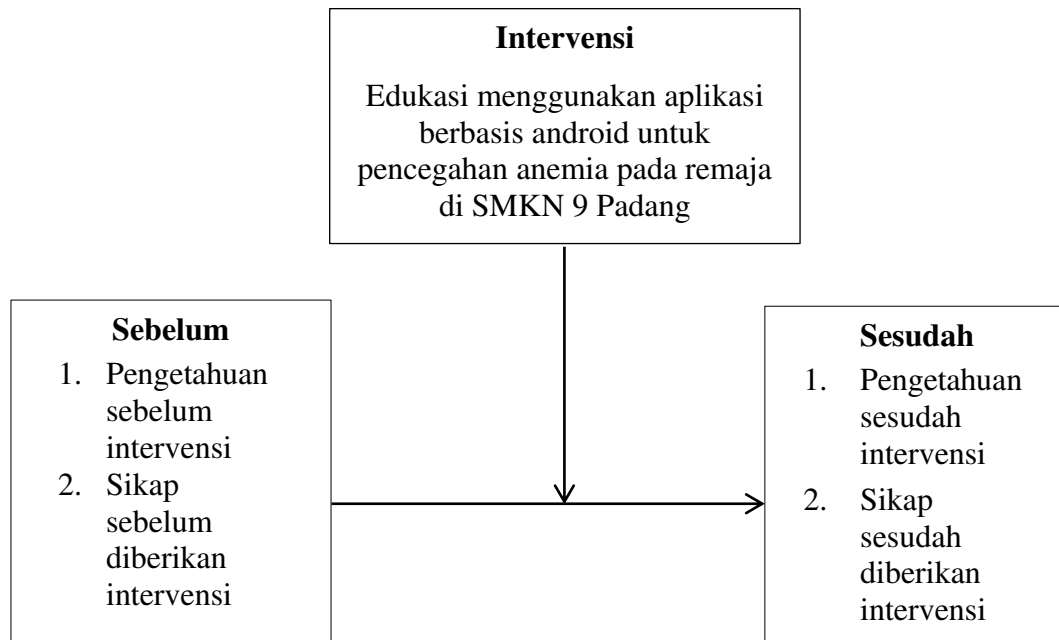 Intervensi
Edukasi menggunakan aplikasi
berbasis android untuk
pencegahan anemia pada remaja
di SMKN 9 Padang
Sebelum
1. Pengetahuan
sebelum
intervensi
2. Sikap
sebelum
diberikan
intervensi
Sesudah
1. Pengetahuan
sesudah
intervensi
2. Sikap
sesudah
diberikan
intervensi